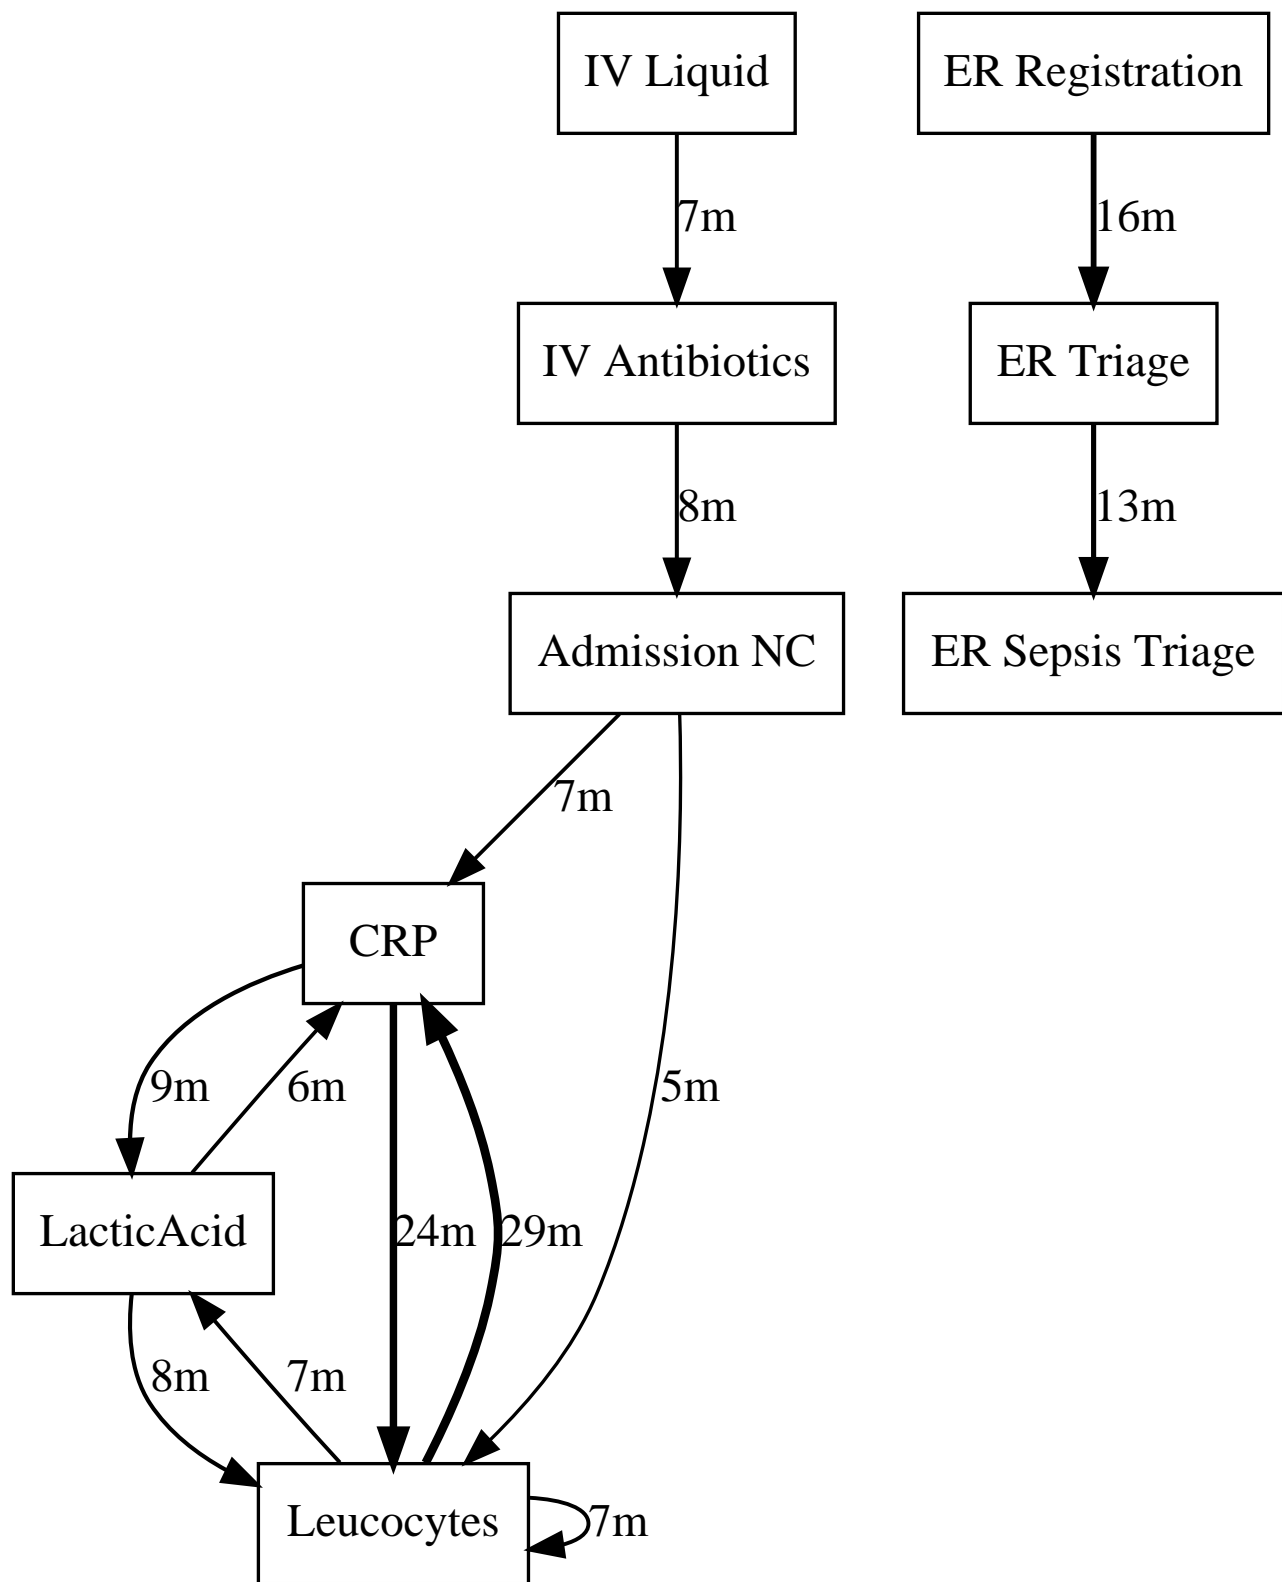 IV Liquid
ER Registration
7m
16m
IV Antibiotics
ER Triage
8m
13m
Admission NC
ER Sepsis Triage
7m
CRP
9m
6m
5m
LacticAcid
24m
29m
8m
7m
Leucocytes
7m